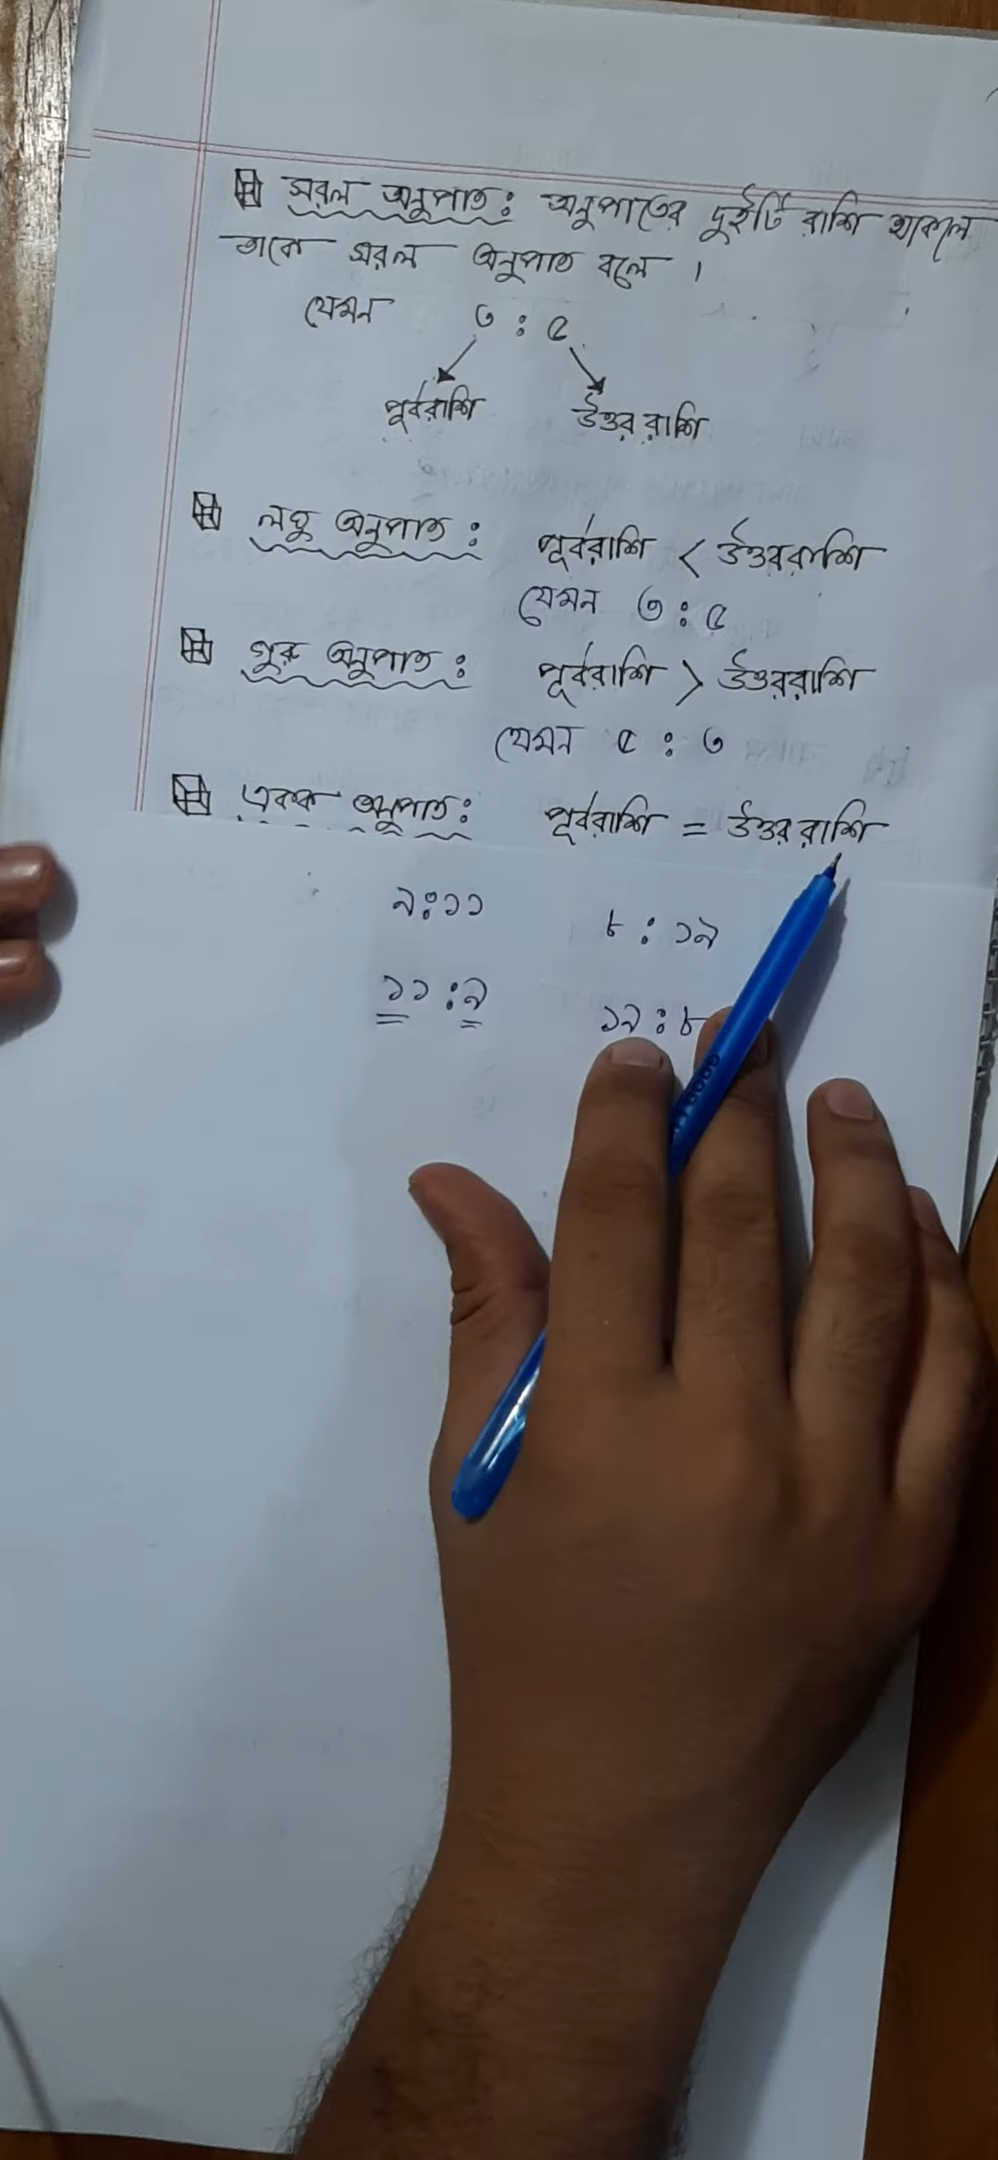 সরল অনুপাত: অনুপাতের দুইটি রাশি থাকলে
তাকে সরল অনুপাত বলে ।
যেমন ৩ : ৫
পূর্বরাশি উত্তর রাশি
লঘু অনুপাত : পূর্বরাশি < উত্তররাশি
যেমন ৩ : ৫
গুরু অনুপাত : পূর্বরাশি > উত্তররাশি
যেমন ৫ : ৩
একক অনুপাত : পূর্বরাশি = উত্তর রাশি
৭:১১ ৮ : ১৯
১১ : ৭ ১৯ : ৮